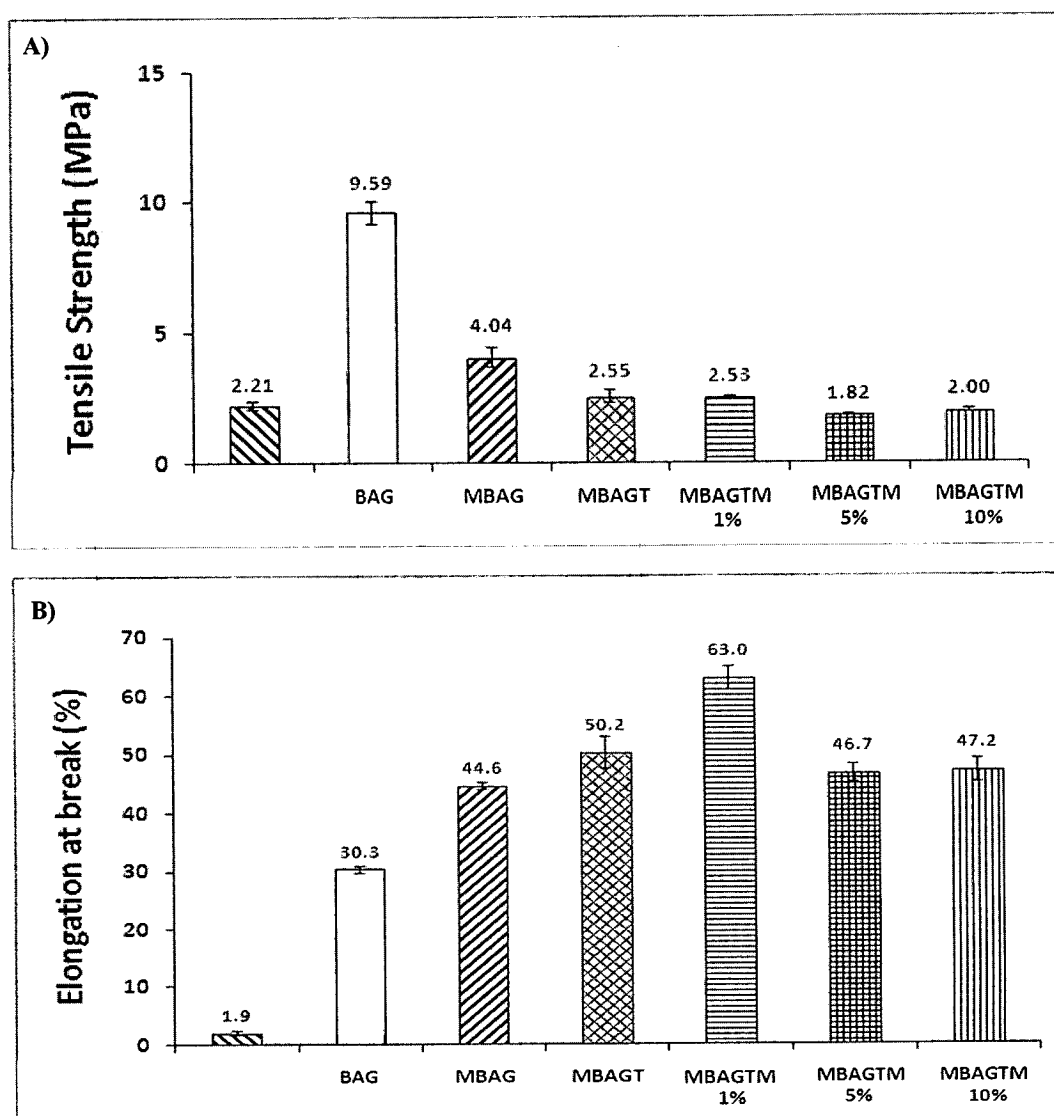 A)
Tensile Strength (MPa)
15
10
5
0
2.21
9.59
4.04
2.55
2.53
1.82
2.00
BAG
MBAG
MBAGT
MBAGTM
1%
MBAGTM
5%
MBAGTM
10%
B)
Elongation at break (%)
70
60
50
40
30
20
10
0
1.9
30.3
44.6
50.2
63.0
46.7
47.2
BAG
MBAG
MBAGT
MBAGTM
1%
MBAGTM
5%
MBAGTM
10%